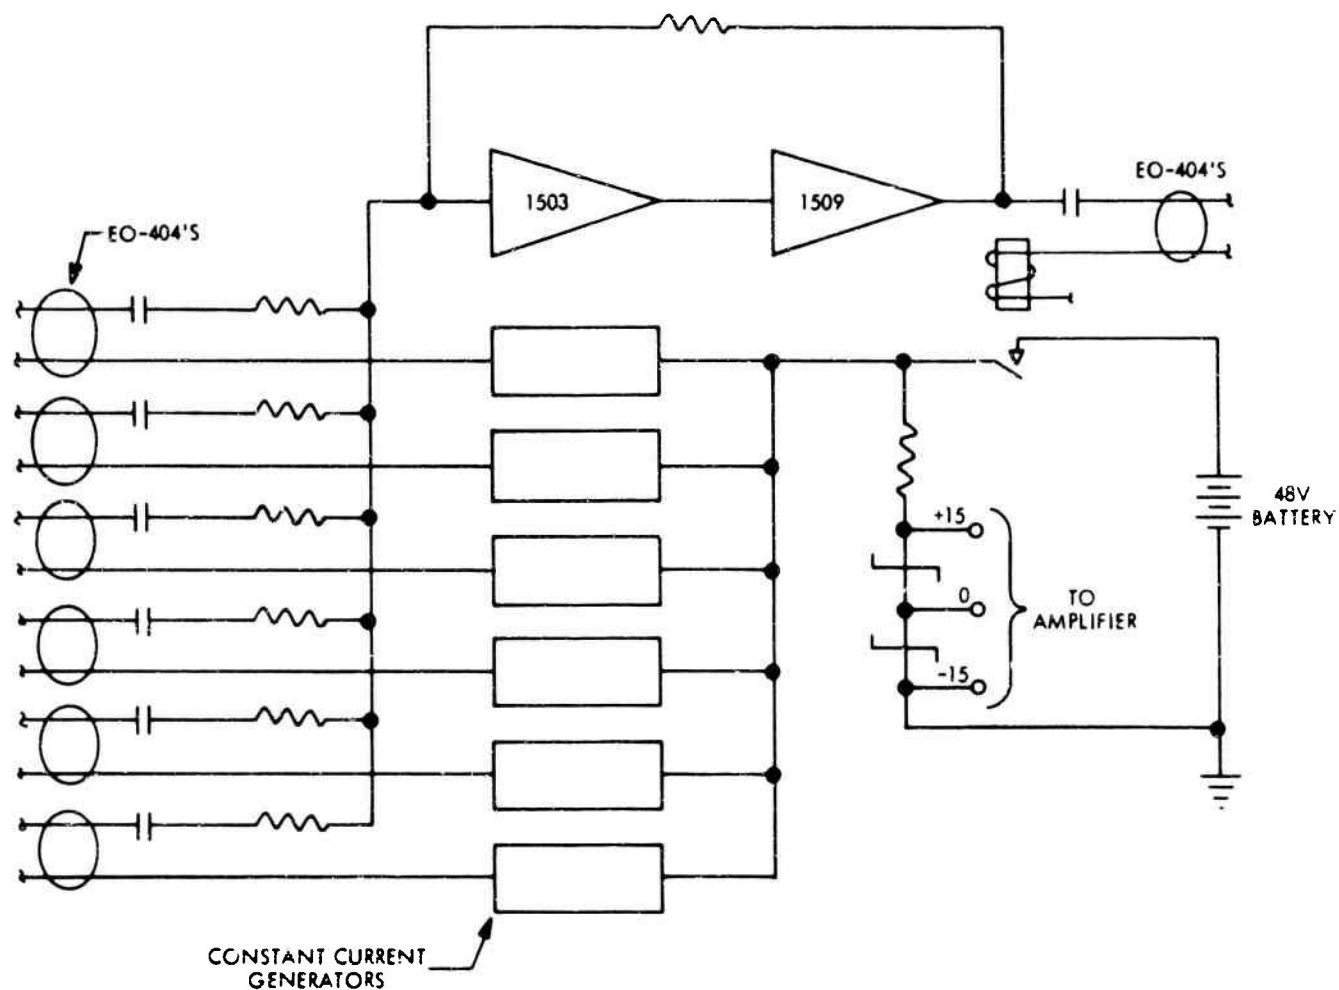 EO-404'S
1503
1509
EO-404'S
48V
BATTERY
+15
0
TO
AMPLIFIER
-15
CONSTANT CURRENT
GENERATORS